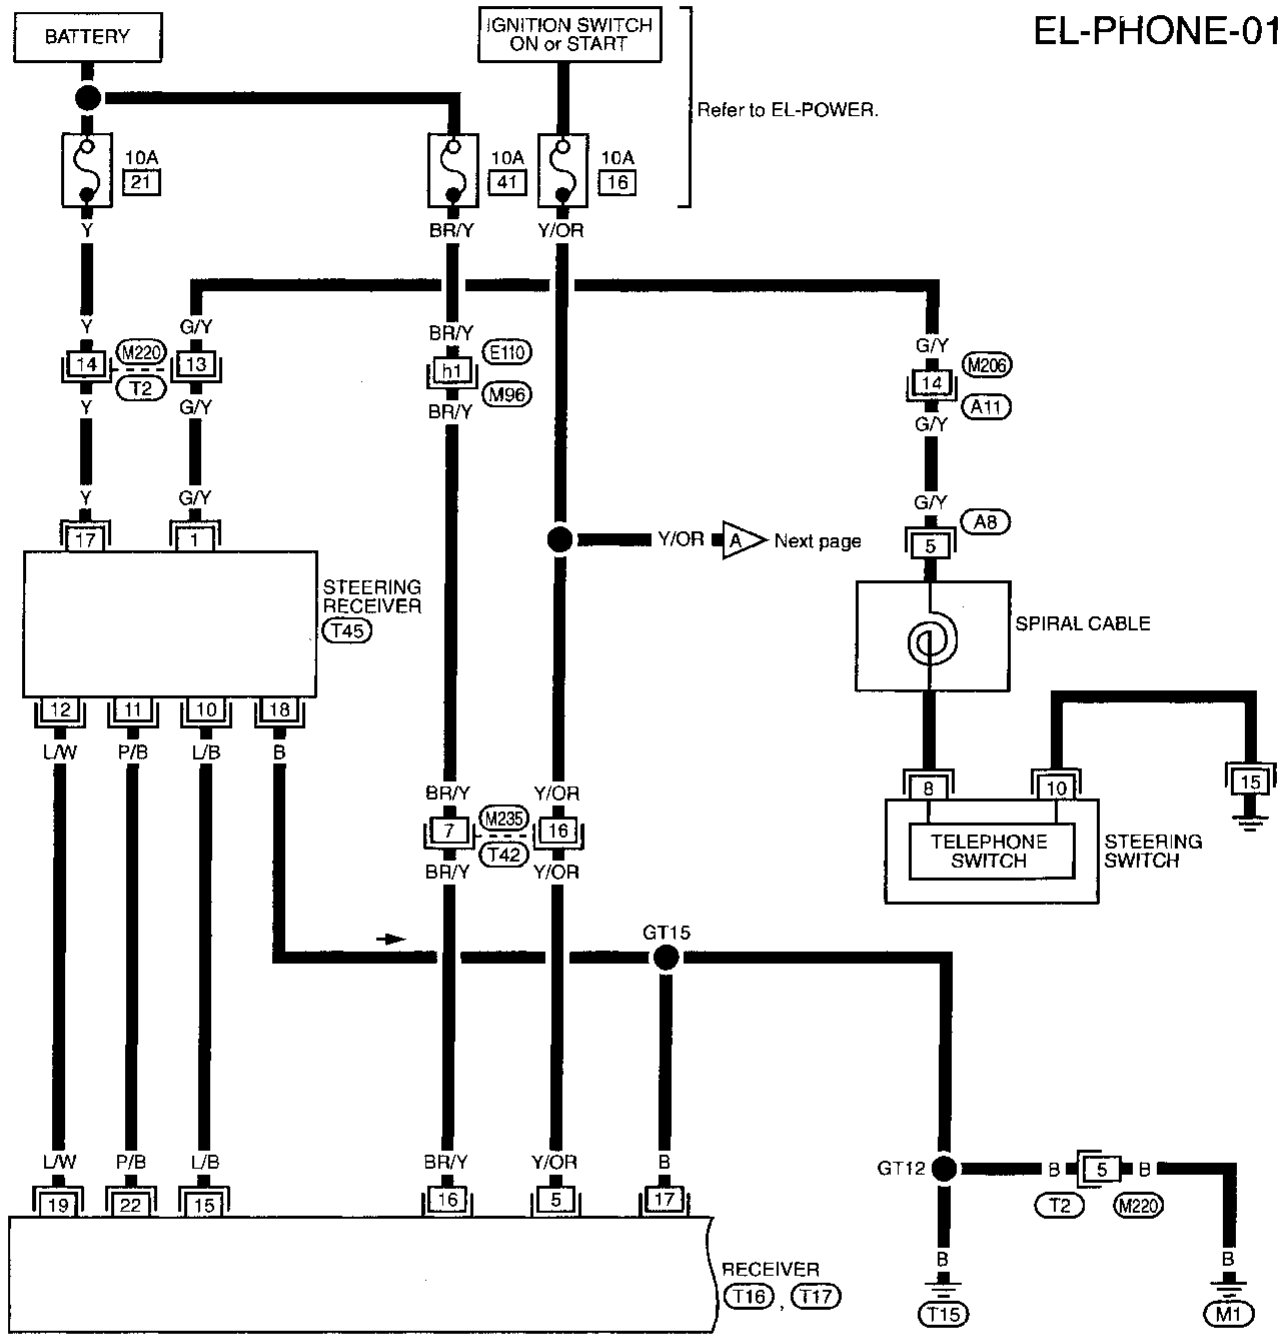 EL-PHONE-01
BATTERY
IGNITION SWITCH
ON or START
Refer to EL-POWER.
10A
21
10A
41
10A
16
Y
BR/Y
Y/OR
Y
G/Y
BR/Y
G/Y
14
M220
13
T2
h1
E110
M96
14
M206
A11
Y
G/Y
BR/Y
G/Y
Y
G/Y
G/Y
17
1
5
A8
Y/OR
A
Next page
STEERING
RECEIVER
T45
SPIRAL CABLE
12
11
10
18
L/W
P/B
L/B
B
BR/Y
Y/OR
8
10
15
7
M235
16
T42
TELEPHONE
SWITCH
STEERING
SWITCH
BR/Y
Y/OR
GT15
L/W
P/B
L/B
BR/Y
Y/OR
B
GT12
B
5
B
T2
M220
19
22
15
16
5
17
B
B
RECEIVER
T16 , T17
T15
M1